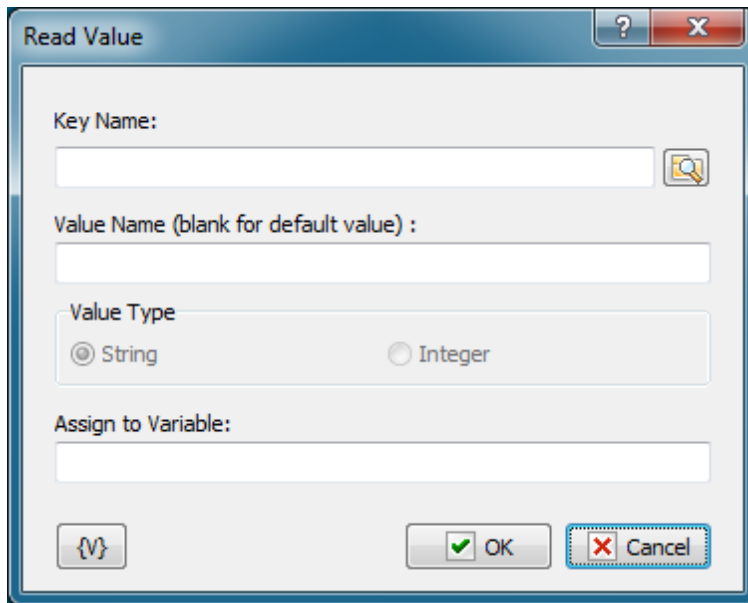 Read Value
?
Key Name:
Value Name (blank for default value) :
Value Type
String
Integer
Assign to Variable:
{V}
OK
Cancel